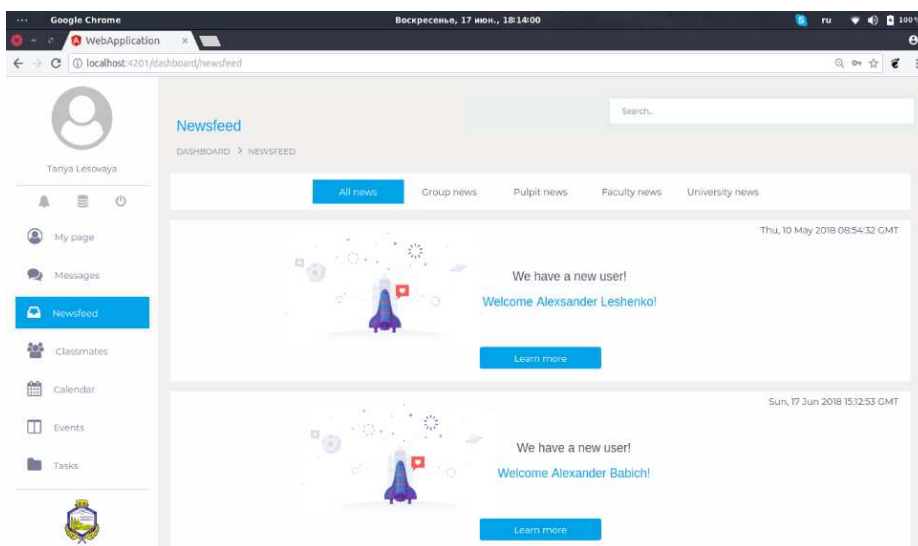 Google Chrome
Воскресенье, 17 июн., 18:14:00
ru
100%
WebApplication
localhost:4201/dashboard/newsfeed
Search..
Newsfeed
DASHBOARD > NEWSFEED
Tanya Lesovaya
All news
Group news
Pulpit news
Faculty news
University news
My page
Messages
Newsfeed
Classmates
Calendar
Events
Tasks
Thu, 10 May 2018 08:54:32 GMT
We have a new user!
Welcome Alexsander Leshenko!
Learn more
Sun, 17 Jun 2018 15:12:53 GMT
We have a new user!
Welcome Alexander Babich!
Learn more